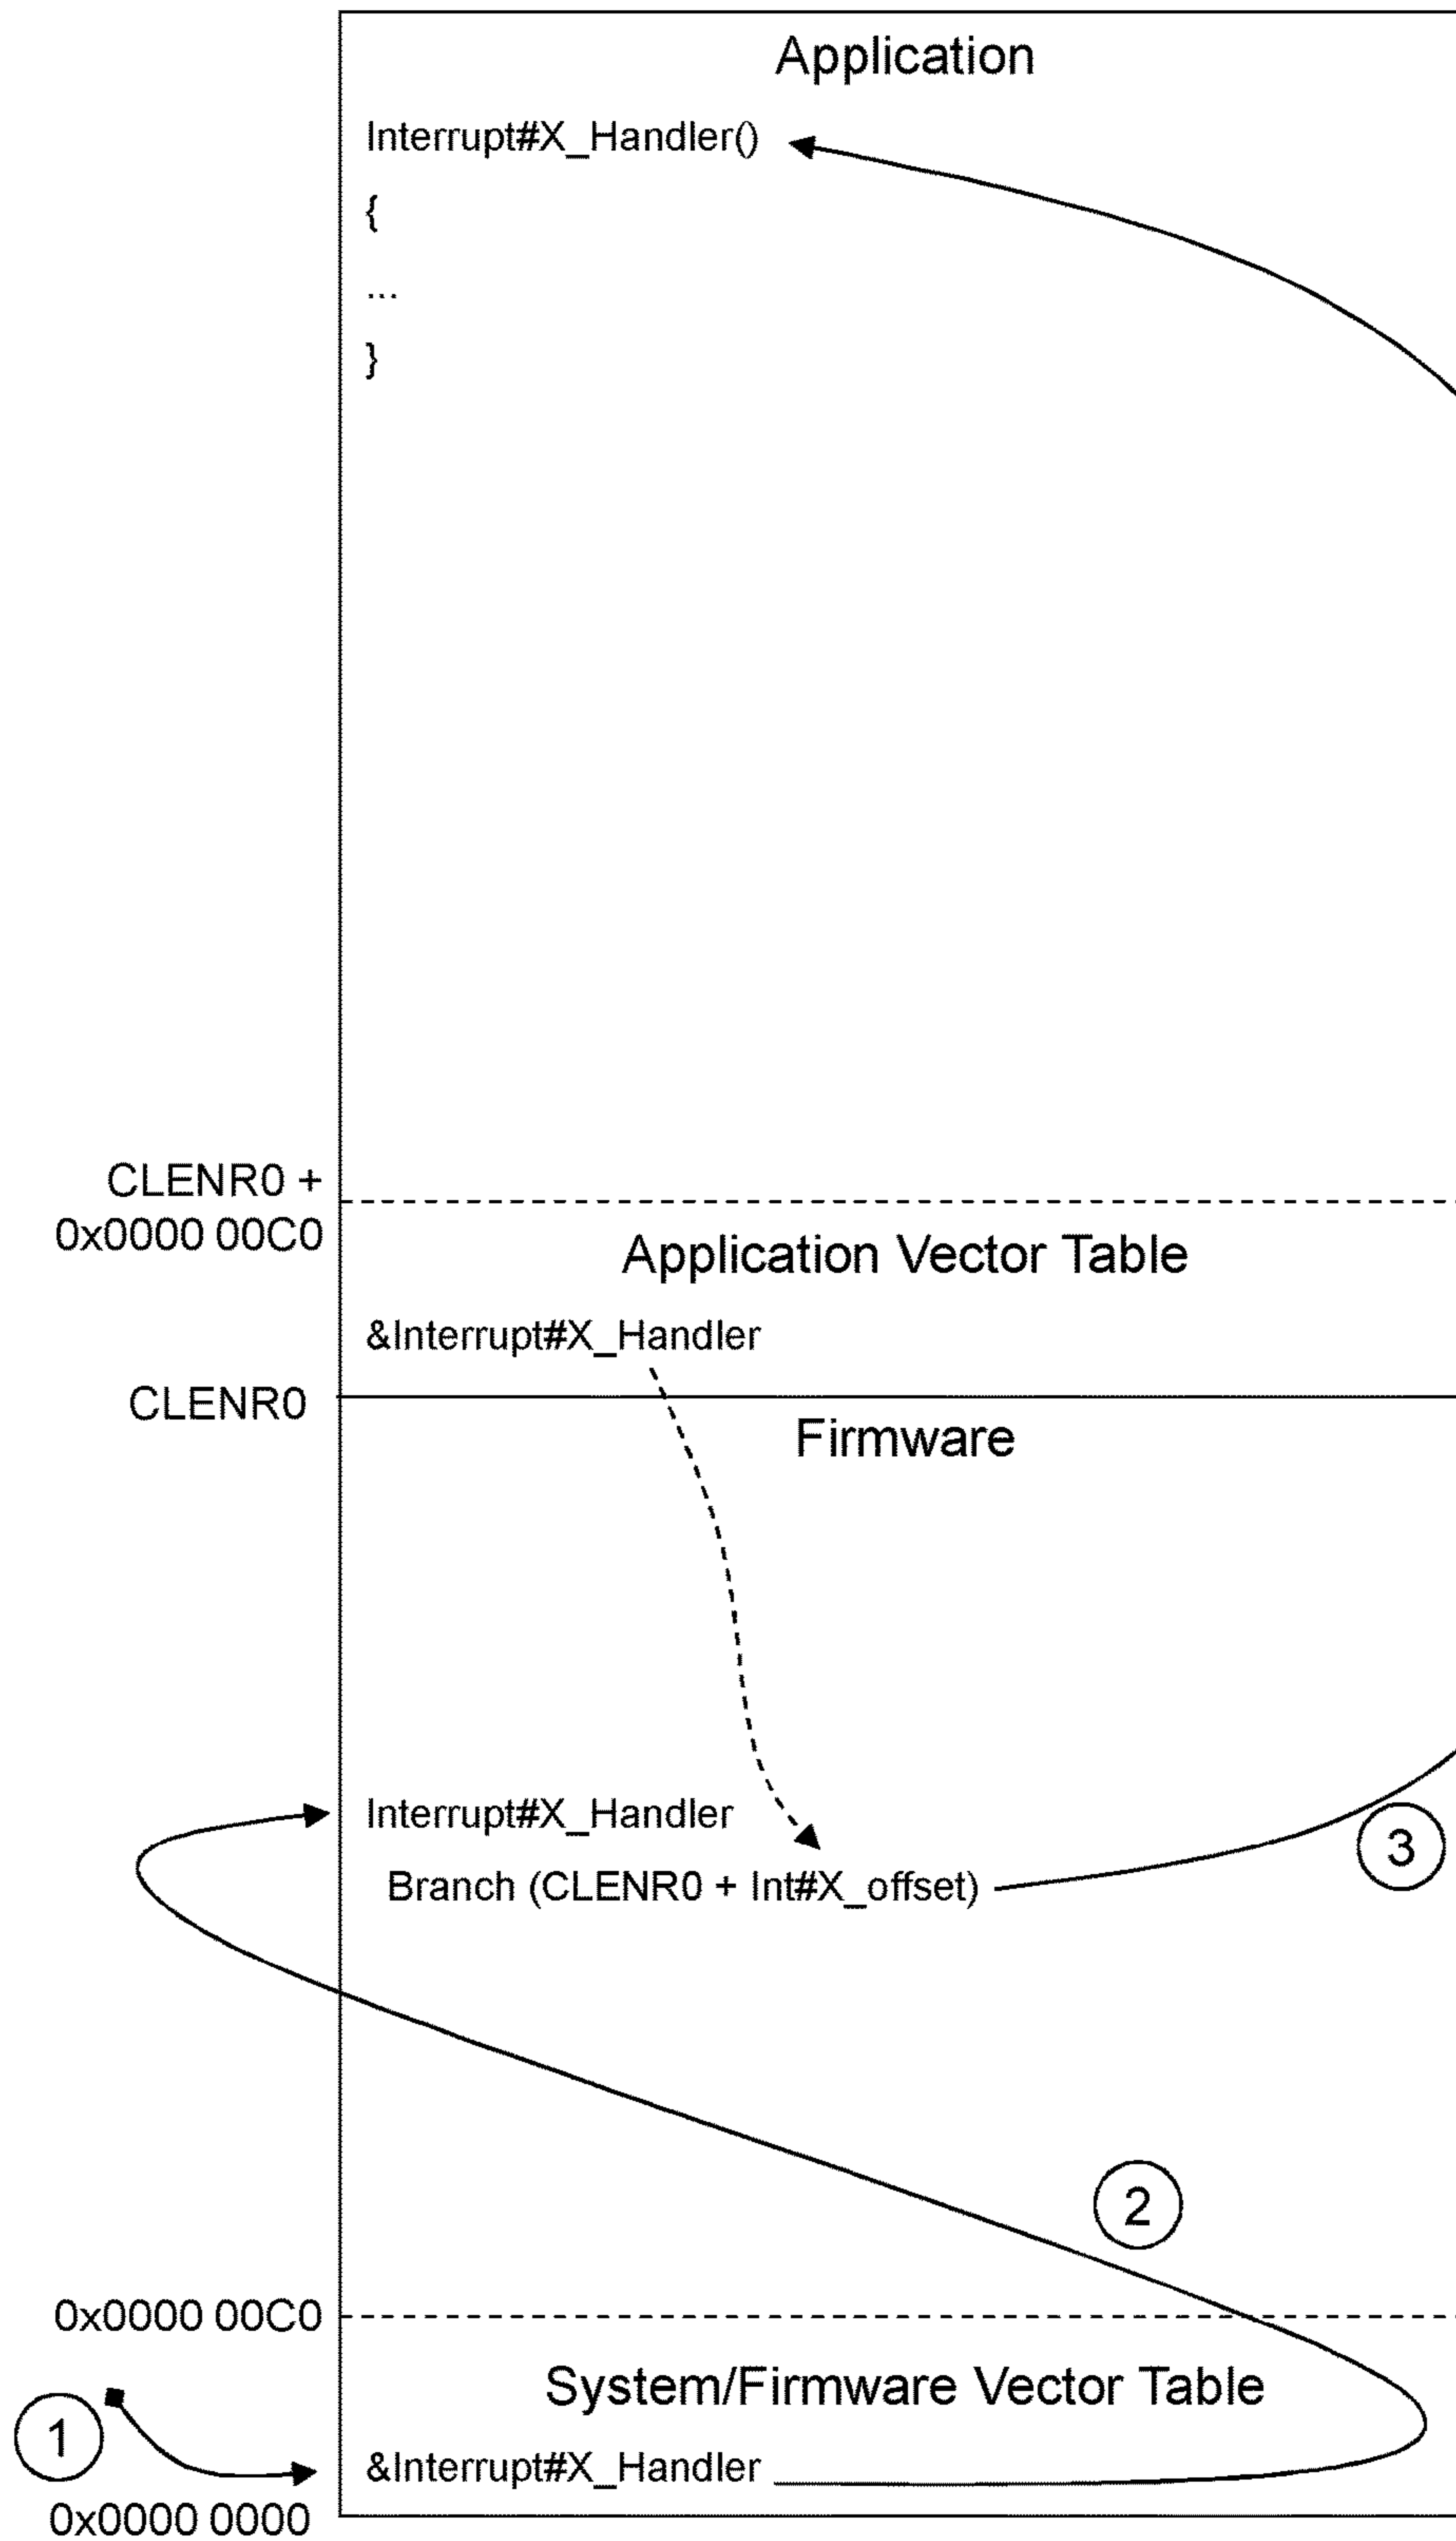 Application
Interrupt#X_Handler()
{
...
}
CLENR0 +
0x0000 00C0
Application Vector Table
&Interrupt#X_Handler
CLENR0
Firmware
Interrupt#X_Handler
Branch (CLENR0 + Int#X_offset)
3
2
0x0000 00C0
System/Firmware Vector Table
1
&Interrupt#X_Handler
0x0000 0000